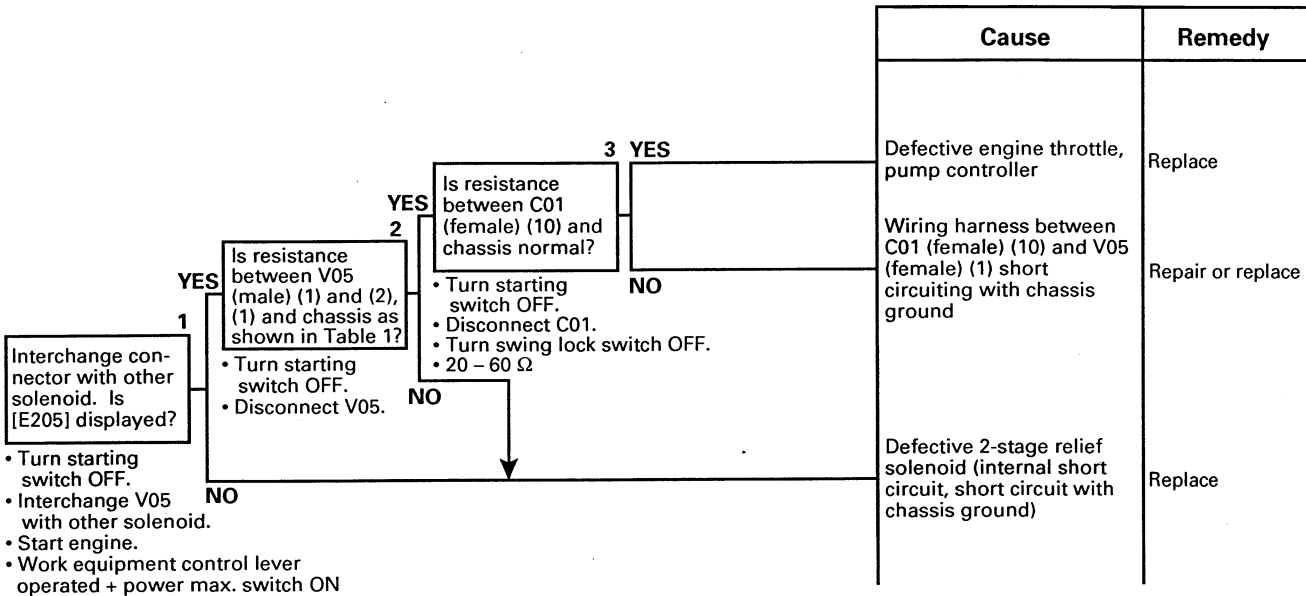 Cause
Remedy
1
Interchange con-
nector with other
solenoid. Is
[E205] displayed?
• Turn starting
switch OFF.
• Interchange V05
with other solenoid.
• Start engine.
• Work equipment control lever
operated + power max. switch ON
YES
NO
2
Is resistance
between V05
(male) (1) and (2),
(1) and chassis as
shown in Table 1?
• Turn starting
switch OFF.
• Disconnect V05.
YES
NO
3
Is resistance
between C01
(female) (10) and
chassis normal?
• Turn starting
switch OFF.
• Disconnect C01.
• Turn swing lock switch OFF.
• 20 – 60 Ω
YES
NO
Defective engine throttle,
pump controller
Replace
Wiring harness between
C01 (female) (10) and V05
(female) (1) short
circuiting with chassis
ground
Repair or replace
Defective 2-stage relief
solenoid (internal short
circuit, short circuit with
chassis ground)
Replace